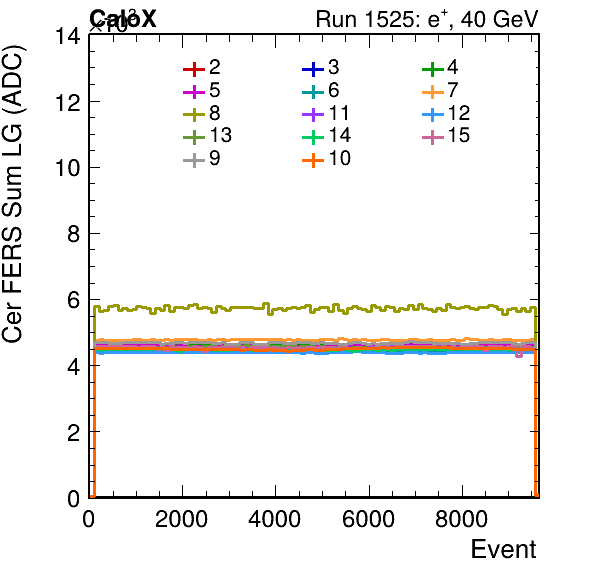 CaloX Run 1525: e⁺, 40 GeV
×10³
Cer FERS Sum LG (ADC)
14
12
10
8
6
4
2
0
2 3 4
5 6 7
8 11 12
13 14 15
9 10
0 2000 4000 6000 8000
Event